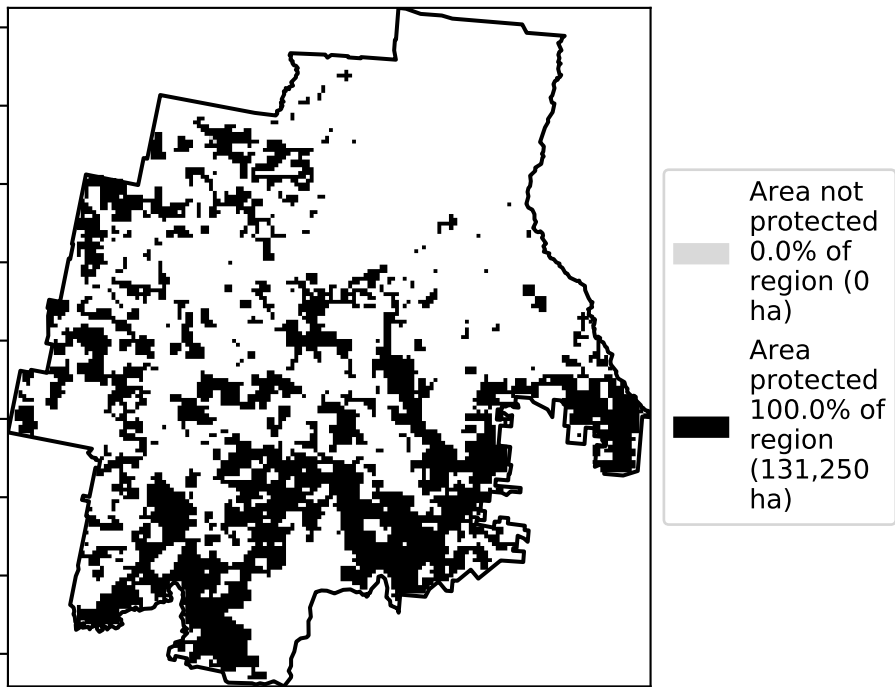 Area not
protected
0.0% of
region (0
ha)
Area
protected
100.0% of
region
(131,250
ha)